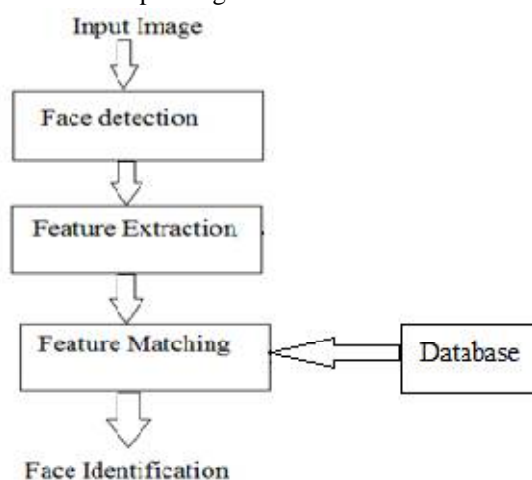 Input Image
Face detection
Feature Extraction
Feature Matching
Database
Face Identification